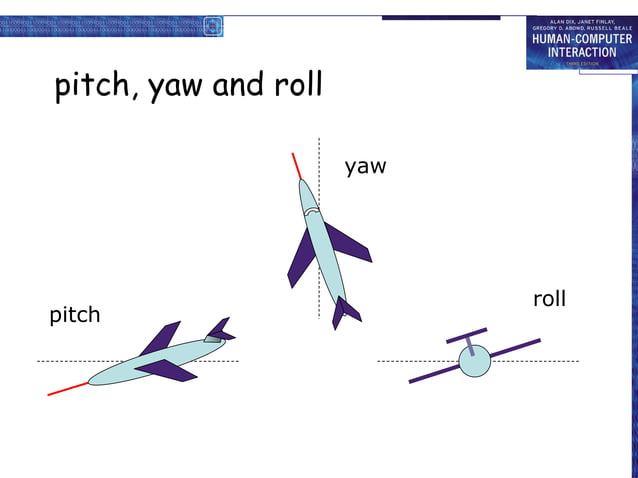 ALAN DIX, JANET FINLAY,
GREGORY D. ABOWD, RUSSELL BEALE
HUMAN-COMPUTER
INTERACTION
THIRD EDITION
pitch, yaw and roll
yaw
roll
pitch